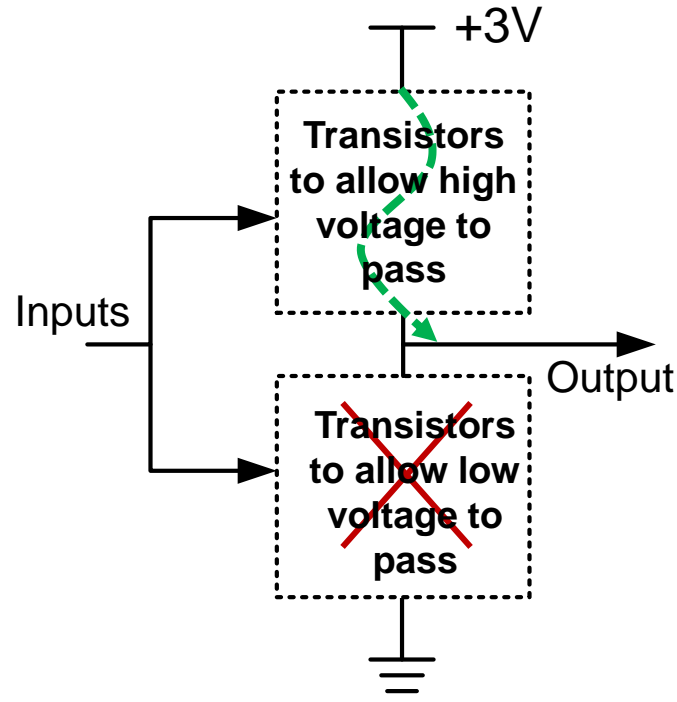 +3V
Transistors
to allow high
voltage to
pass
Inputs
Output
Transistors
to allow low
voltage to
pass